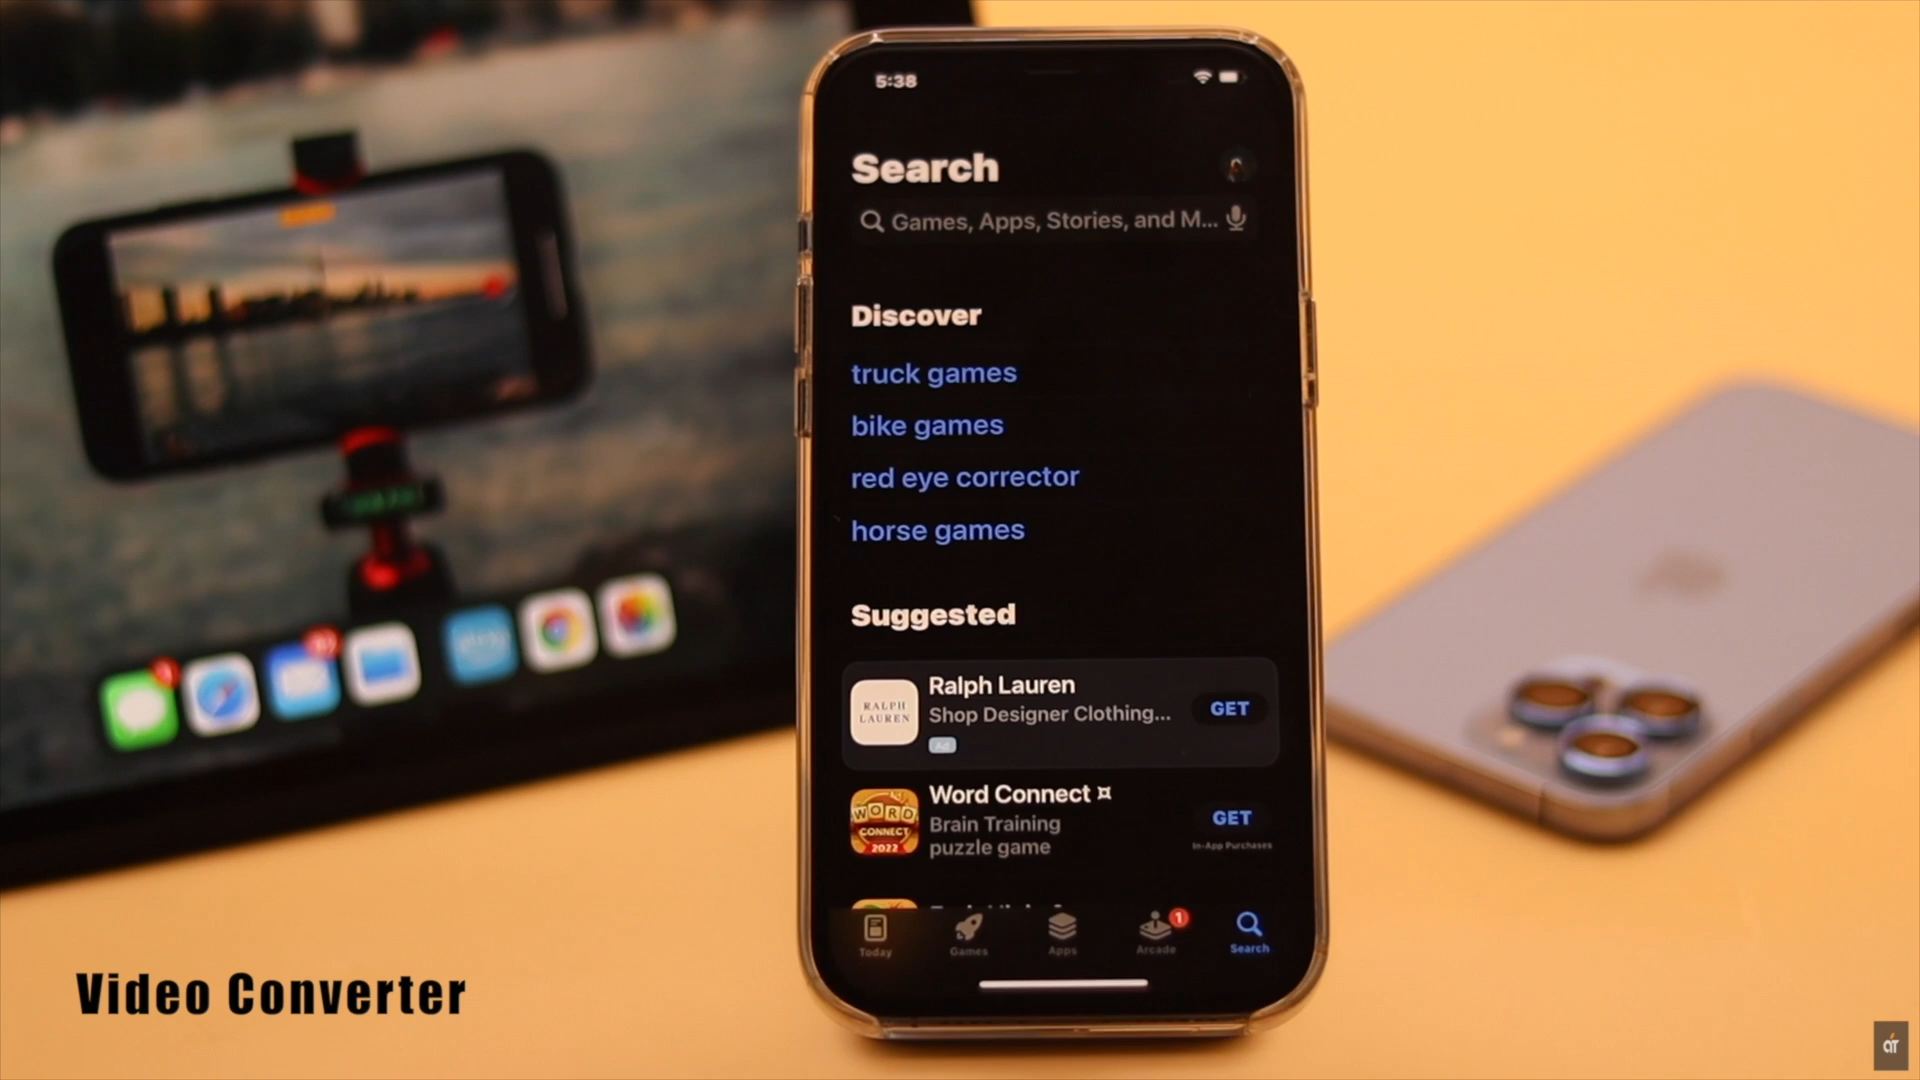 5:38
Search
Games, Apps, Stories, and M...
Discover
truck games
bike games
red eye corrector
horse games
Suggested
RALPH
LAUREN
Ralph Lauren
Shop Designer Clothing...
Ad
GET
WORD
CONNECT
2022
Word Connect ¤
Brain Training
puzzle game
GET
In-App Purchases
Today
Games
Apps
Arcade
1
Search
Video Converter